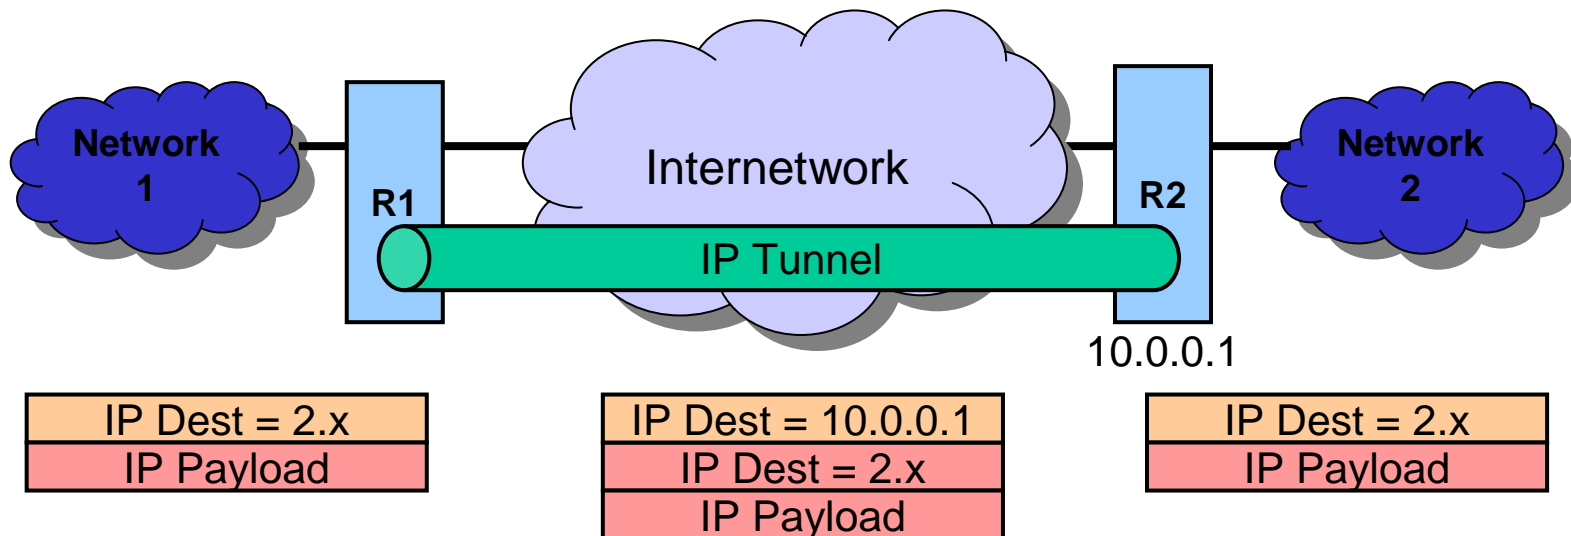 Network
1
R1
Internetwork
R2
Network
2
IP Tunnel
10.0.0.1
IP Dest = 2.x
IP Payload
IP Dest = 10.0.0.1
IP Dest = 2.x
IP Payload
IP Dest = 2.x
IP Payload